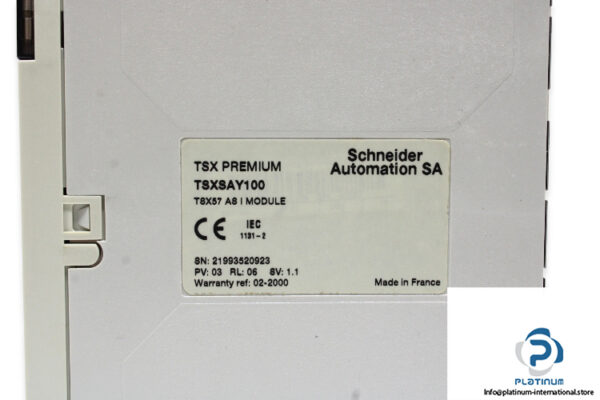 TSX PREMIUM
Schneider
Automation SA
TSXSAY100
TSX57 AS I MODULE
CE
IEC
1131-2
SN: 21993520923
PV: 03 RL: 06 SV: 1.1
Warranty ref: 02-2000
Made in France
PLATINUM
Info@platinum-international.store